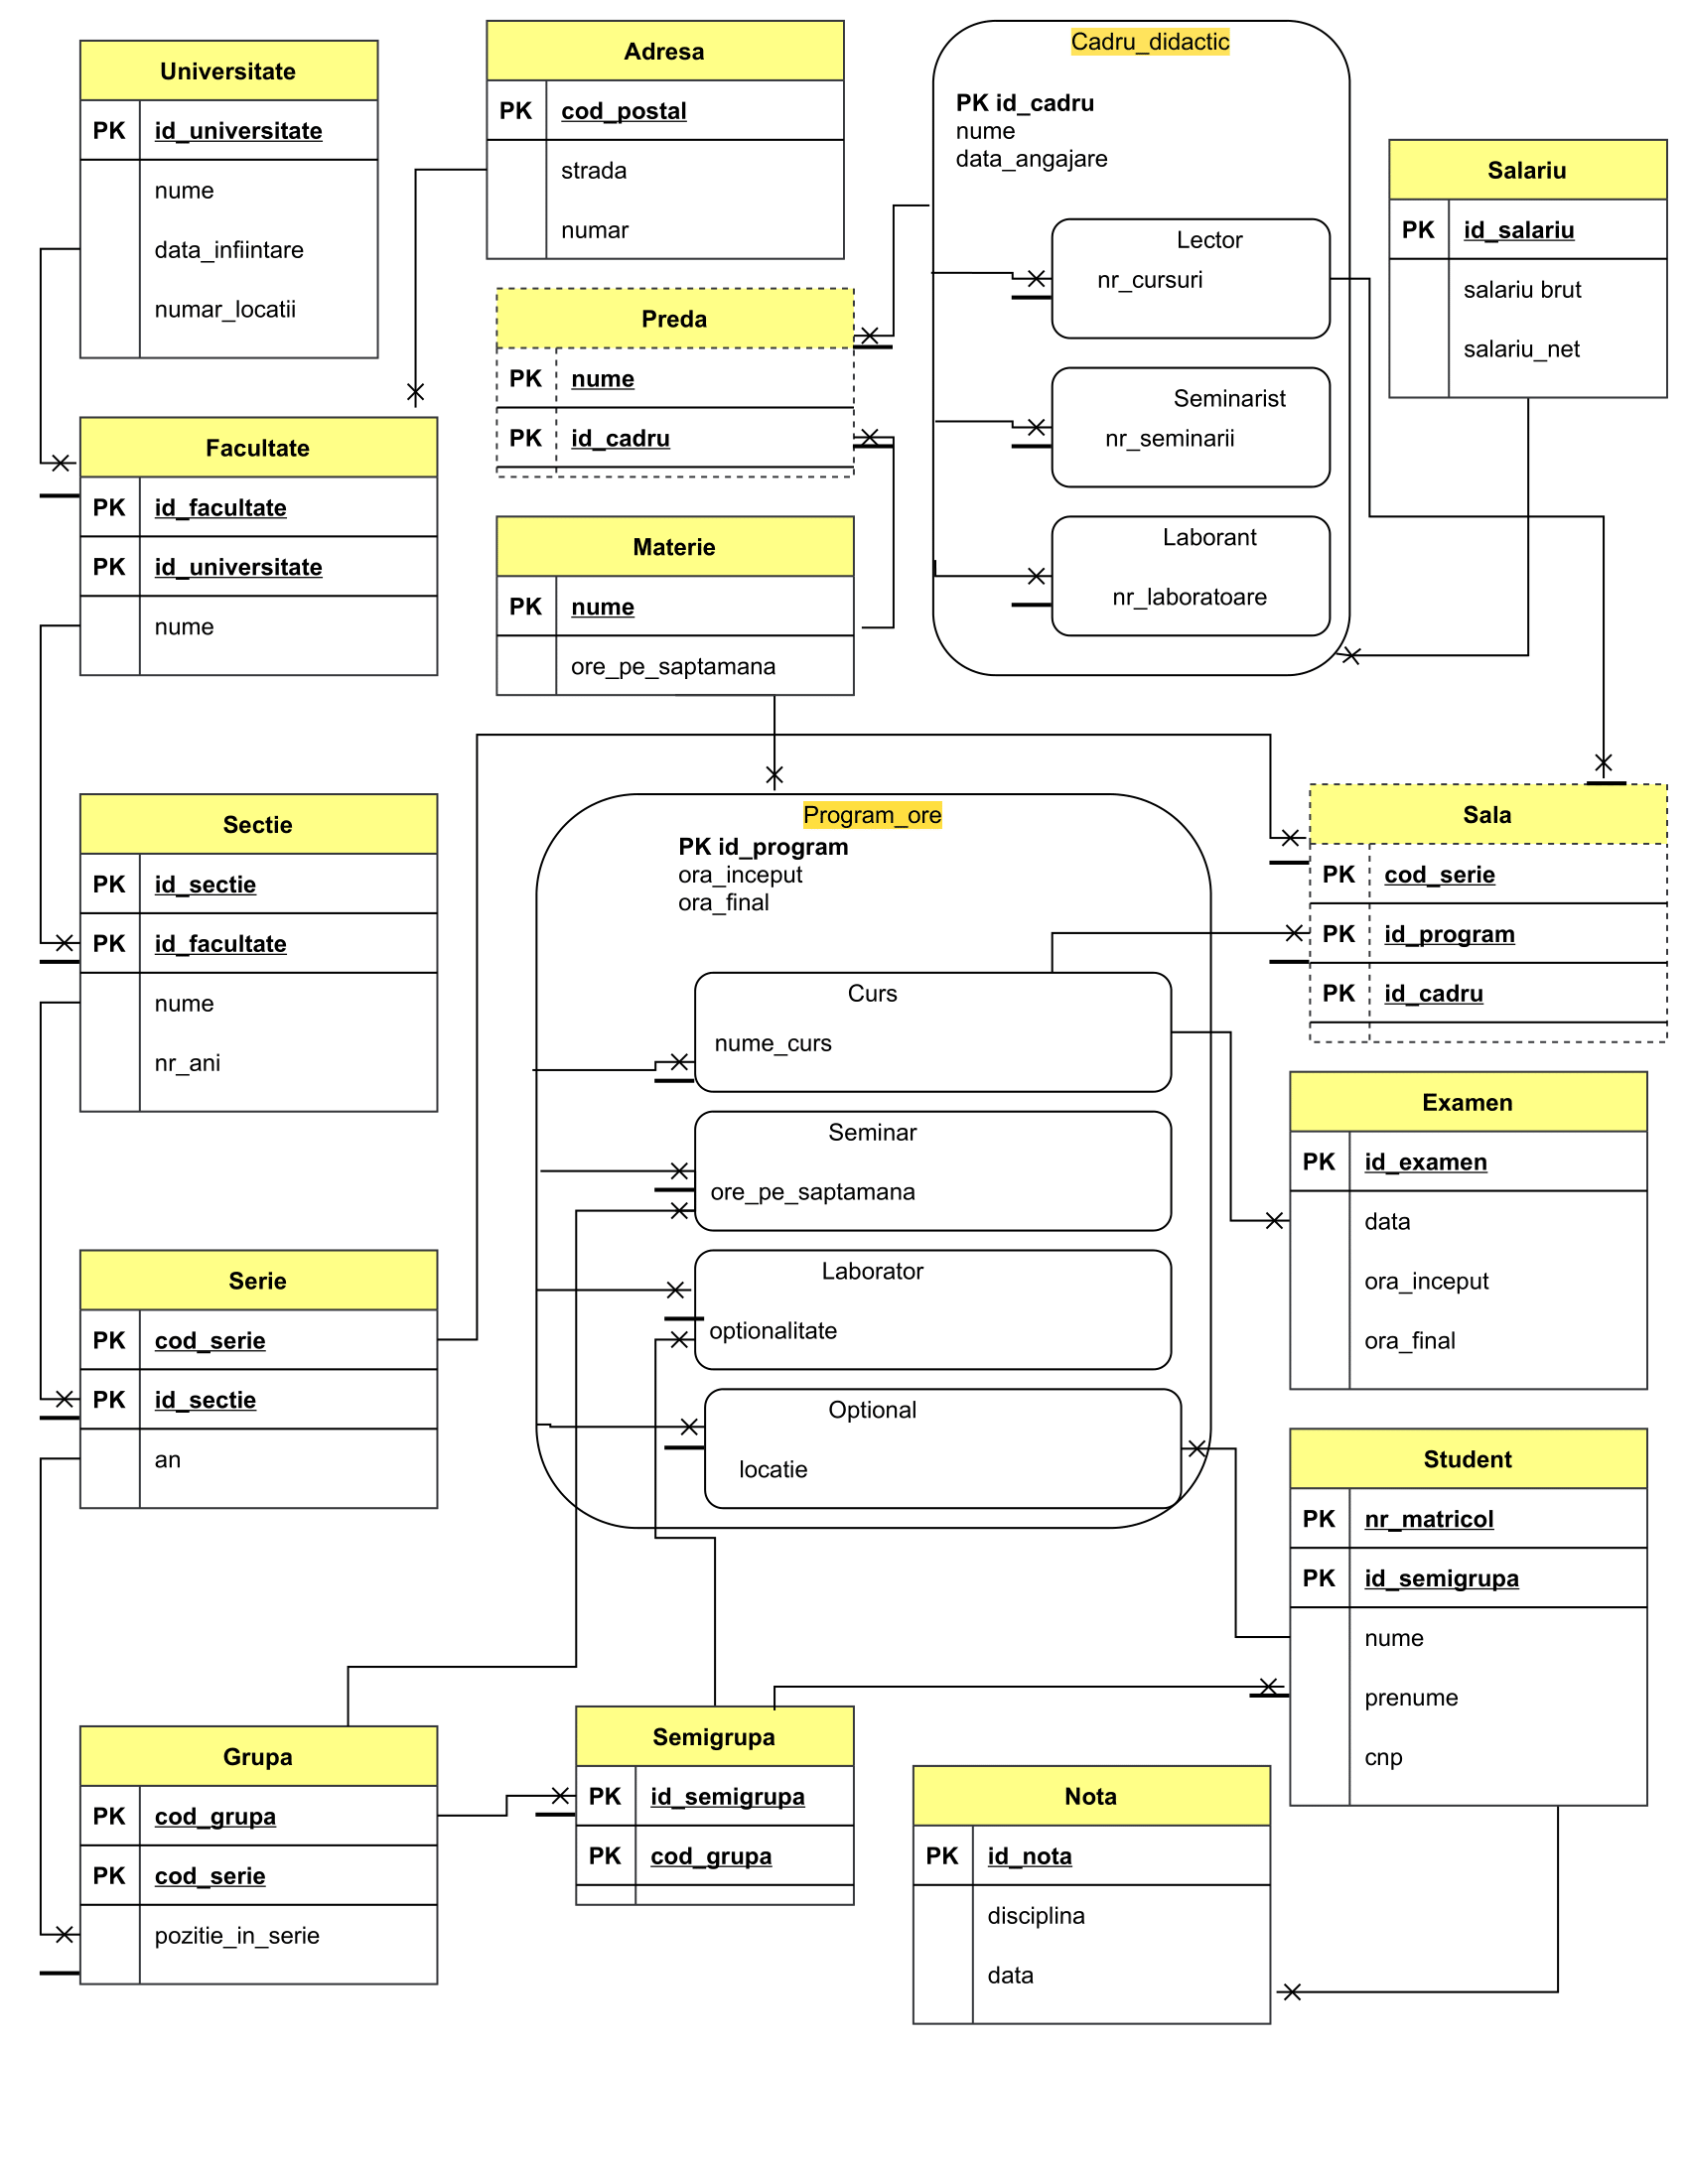 Universitate
PK id_universitate
nume
data_infiintare
numar_locatii
Adresa
PK cod_postal
strada
numar
Cadru_didactic
PK id_cadru
nume
data_angajare
Lector
nr_cursuri
Seminarist
nr_seminarii
Laborant
nr_laboratoare
Salariu
PK id_salariu
salariu brut
salariu_net
Preda
PK nume
PK id_cadru
Facultate
PK id_facultate
PK id_universitate
nume
Materie
PK nume
ore_pe_saptamana
Sectie
PK id_sectie
PK id_facultate
nume
nr_ani
Program_ore
PK id_program
ora_inceput
ora_final
Curs
nume_curs
Seminar
ore_pe_saptamana
Laborator
optionalitate
Optional
locatie
Sala
PK cod_serie
PK id_program
PK id_cadru
Examen
PK id_examen
data
ora_inceput
ora_final
Serie
PK cod_serie
PK id_sectie
an
Student
PK nr_matricol
PK id_semigrupa
nume
prenume
cnp
Grupa
PK cod_grupa
PK cod_serie
pozitie_in_serie
Semigrupa
PK id_semigrupa
PK cod_grupa
Nota
PK id_nota
disciplina
data